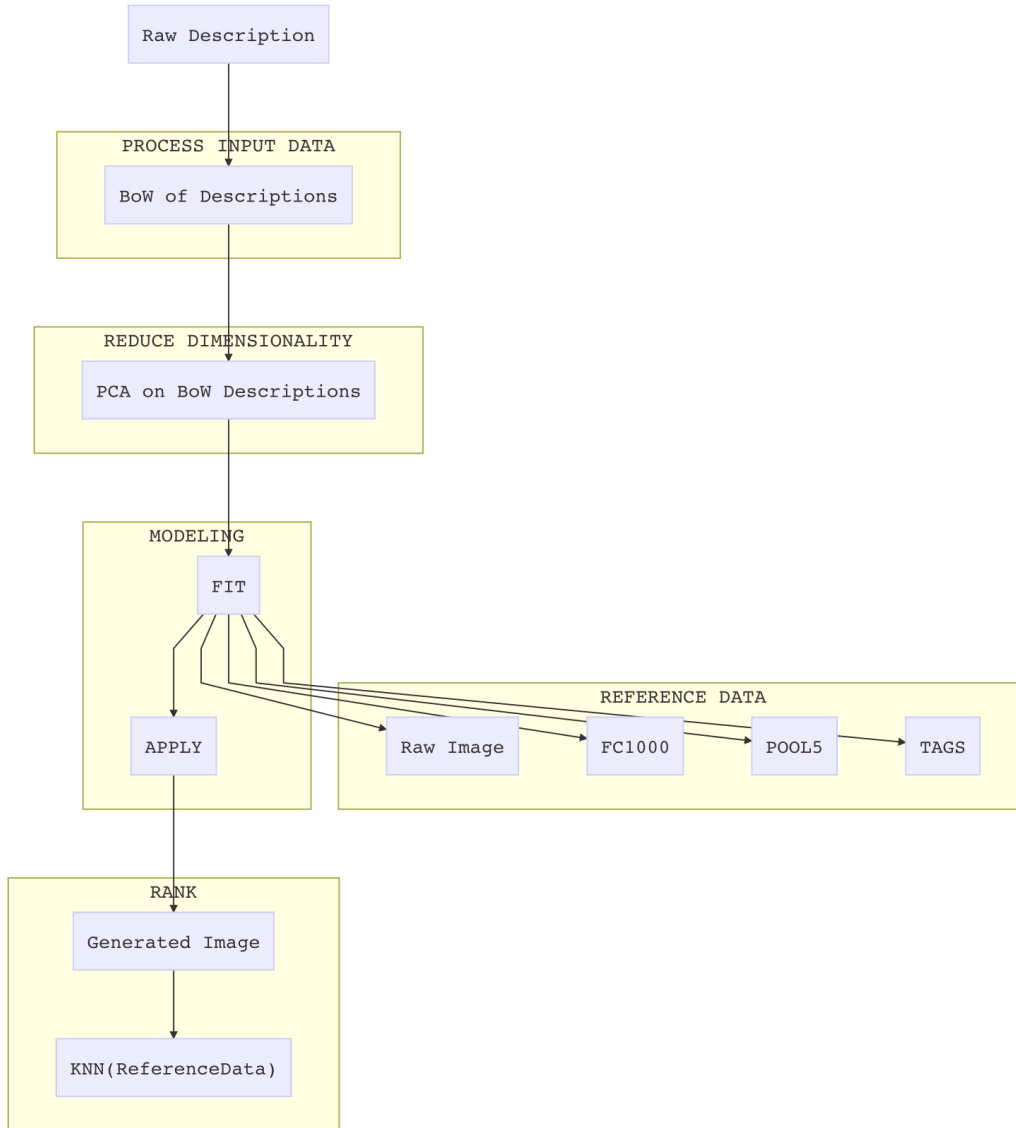 Raw Description
PROCESS INPUT DATA
BoW of Descriptions
REDUCE DIMENSIONALITY
PCA on BoW Descriptions
MODELING
FIT
REFERENCE DATA
APPLY
Raw Image
FC1000
POOL5
TAGS
RANK
Generated Image
KNN(ReferenceData)